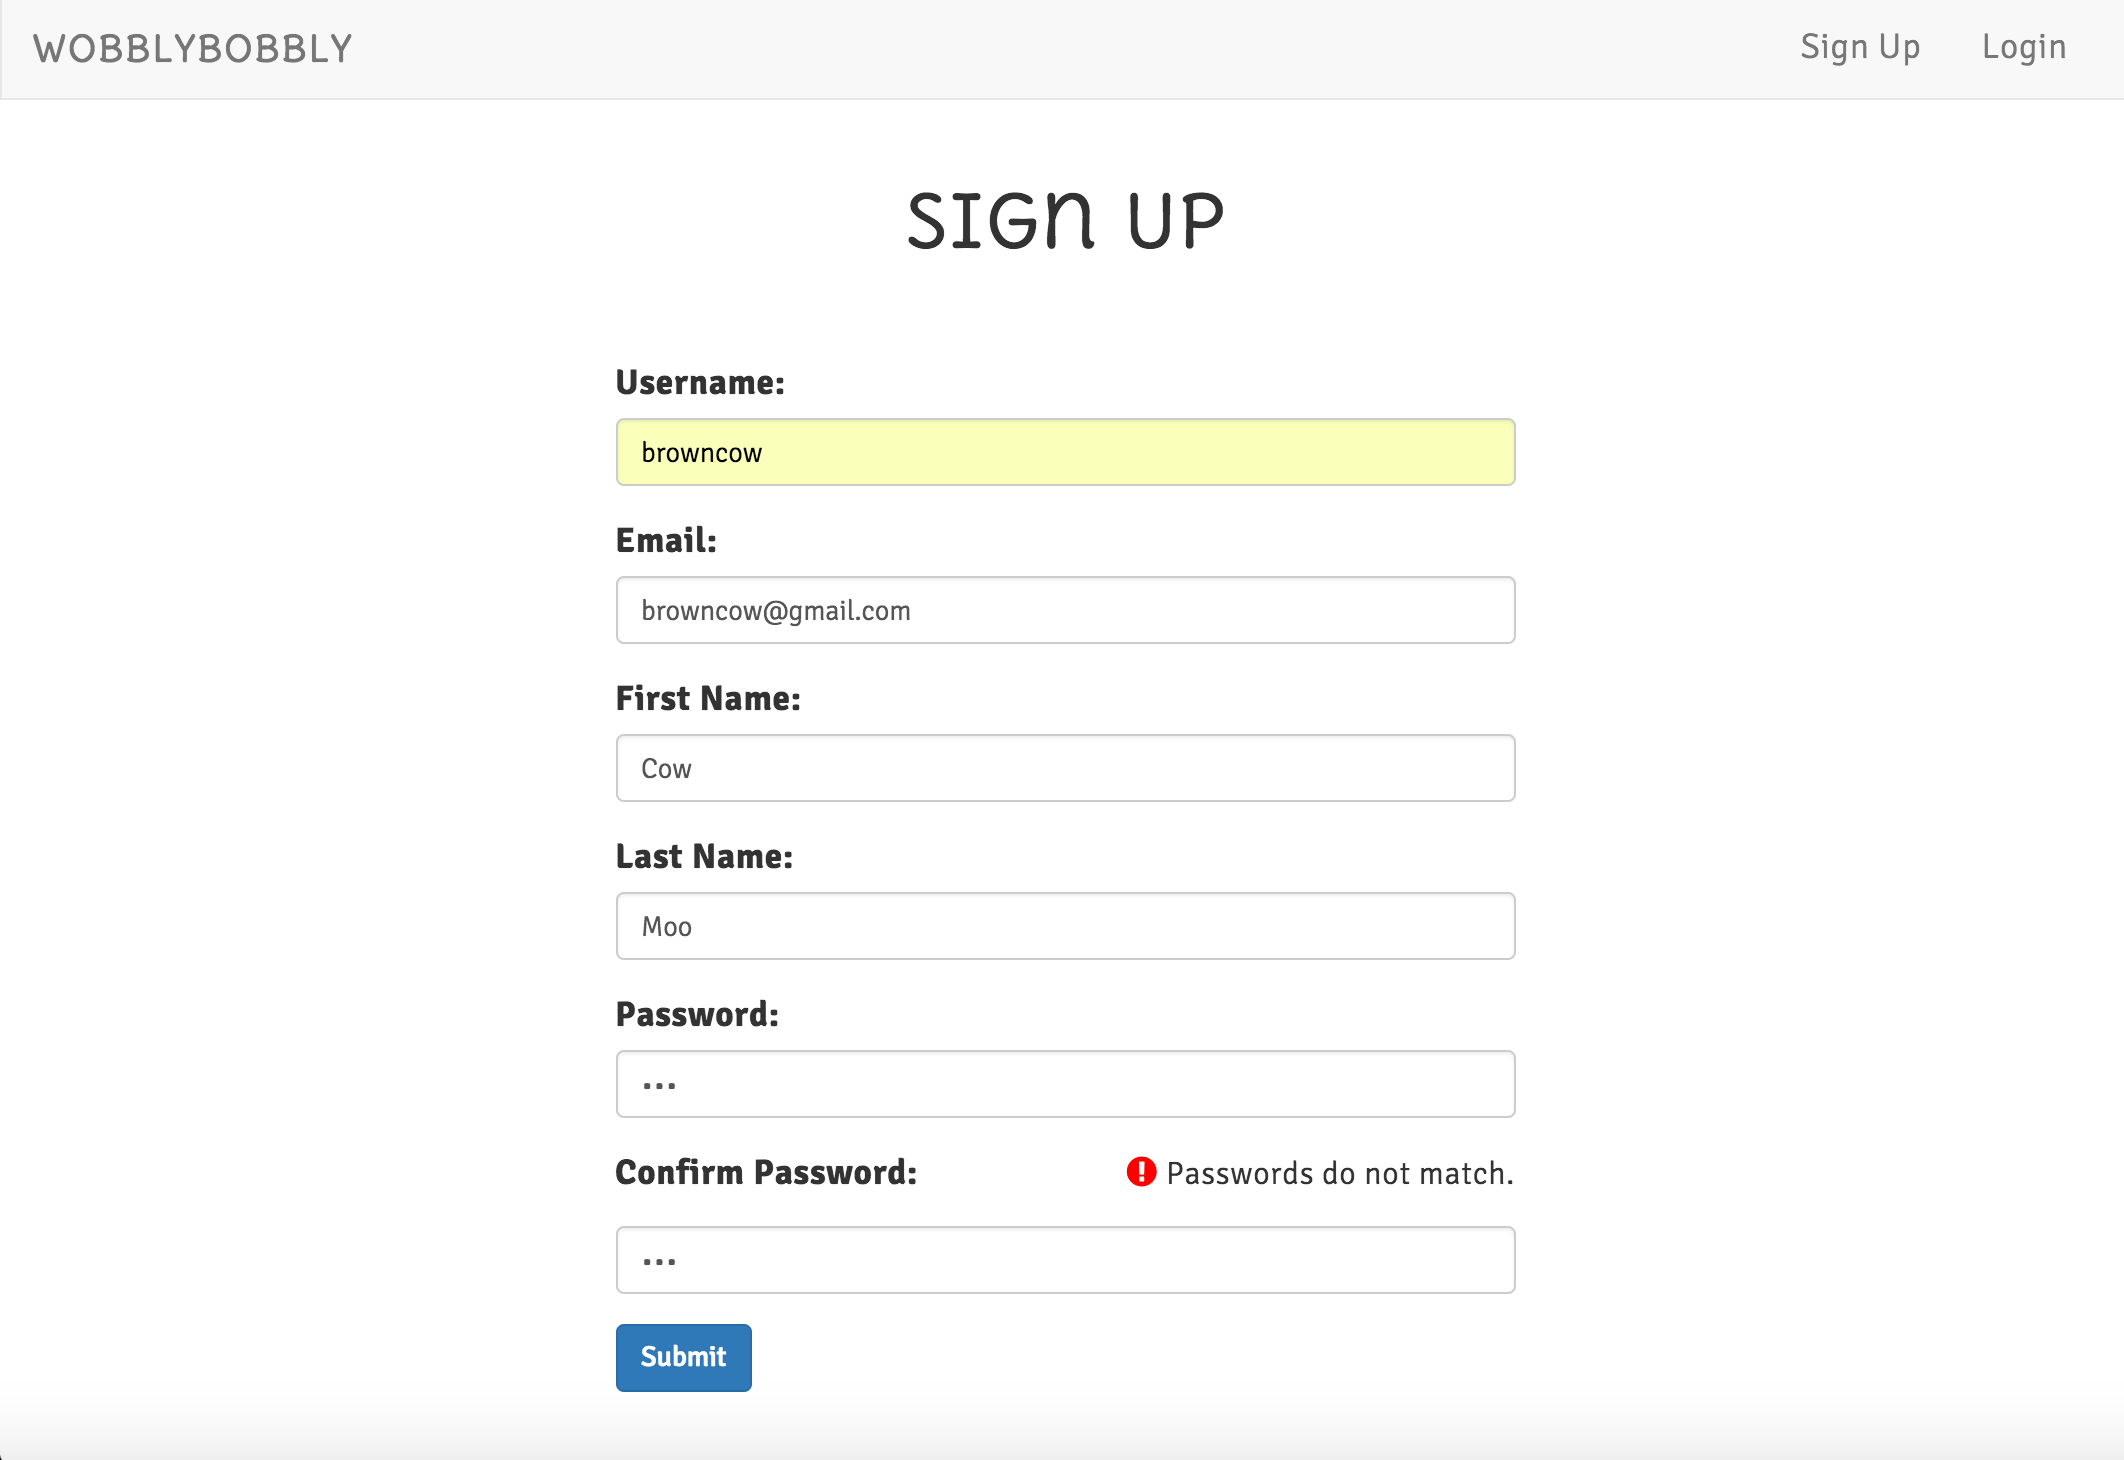 WOBBLYBOBBLY
Sign Up
Login
SIGN UP
Username:
browncow
Email:
browncow@gmail.com
First Name:
Cow
Last Name:
Moo
Password:
•••
Confirm Password:
! Passwords do not match.
•••
Submit